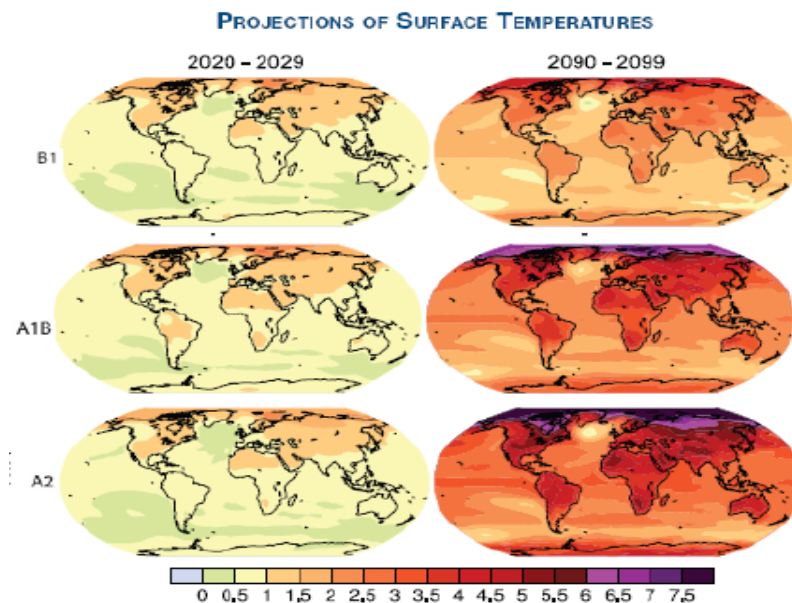 PROJECTIONS OF SURFACE TEMPERATURES
2020 – 2029 2090 – 2099
B1
A1B
A2
0 0.5 1 1.5 2 2.5 3 3.5 4 4.5 5 5.5 6 6.5 7 7.5